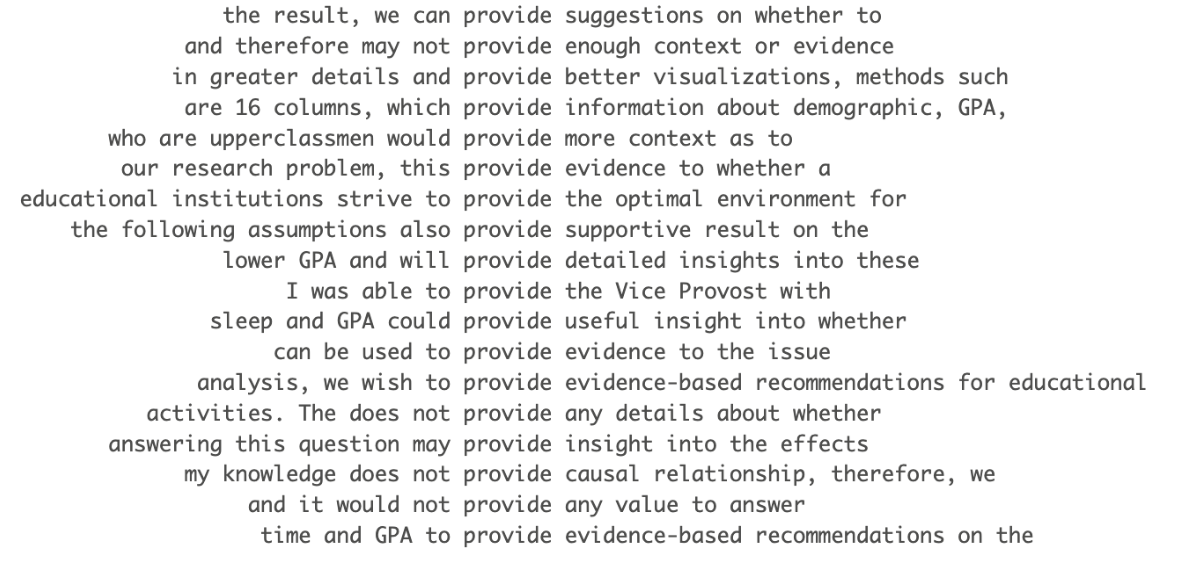 the result, we can provide suggestions on whether to
and therefore may not provide enough context or evidence
in greater details and provide better visualizations, methods such
are 16 columns, which provide information about demographic, GPA,
who are upperclassmen would provide more context as to
our research problem, this provide evidence to whether a
educational institutions strive to provide the optimal environment for
the following assumptions also provide supportive result on the
lower GPA and will provide detailed insights into these
I was able to provide the Vice Provost with
sleep and GPA could provide useful insight into whether
can be used to provide evidence to the issue
analysis, we wish to provide evidence-based recommendations for educational
activities. The does not provide any details about whether
answering this question may provide insight into the effects
my knowledge does not provide causal relationship, therefore, we
and it would not provide any value to answer
time and GPA to provide evidence-based recommendations on the